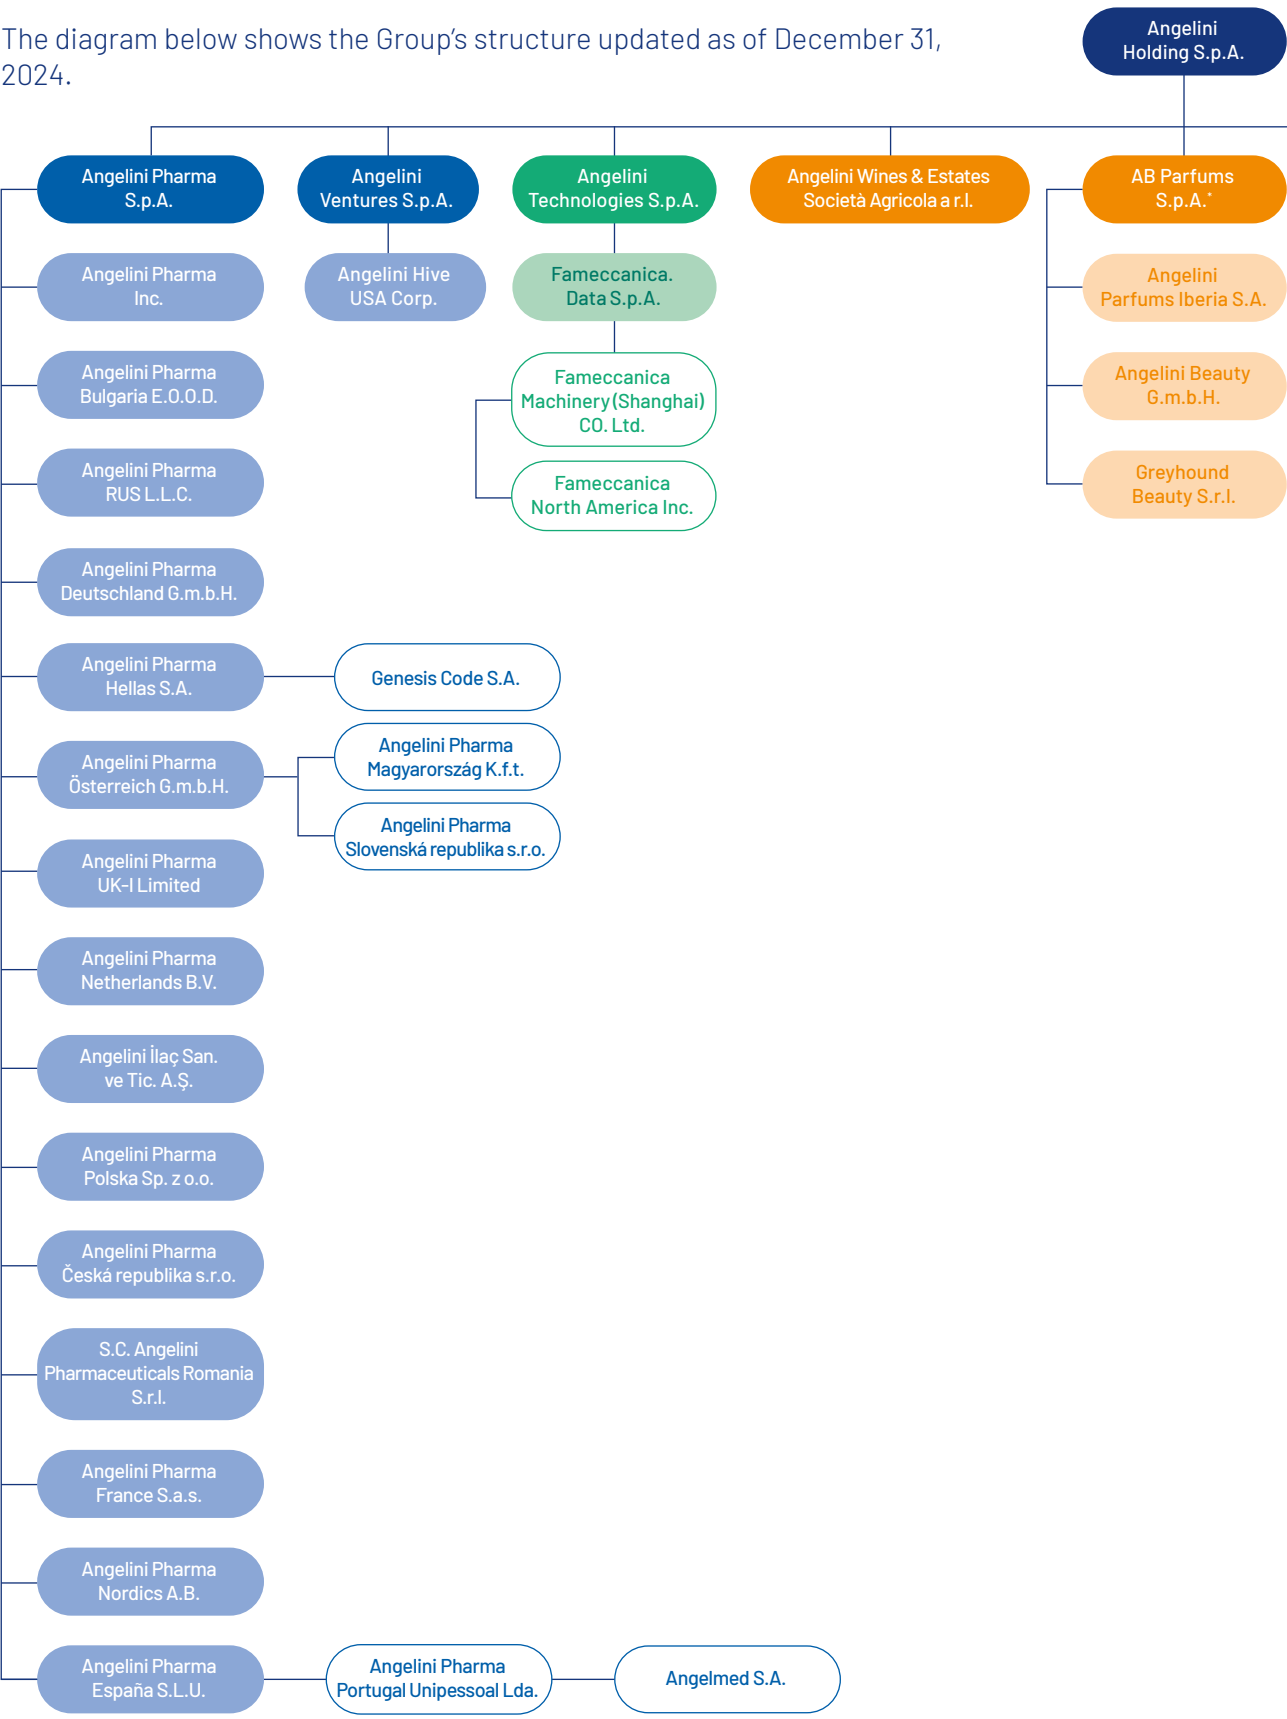 The diagram below shows the Group’s structure updated as of December 31,
2024.
Angelini
Holding S.p.A.
Angelini Pharma
S.p.A.
Angelini
Ventures S.p.A.
Angelini
Technologies S.p.A.
Angelini Wines & Estates
Società Agricola a r.l.
AB Parfums
S.p.A.*
Angelini Pharma
Inc.
Angelini Hive
USA Corp.
Fameccanica.
Data S.p.A.
Angelini
Parfums Iberia S.A.
Angelini Pharma
Bulgaria E.O.O.D.
Fameccanica
Machinery (Shanghai)
CO. Ltd.
Angelini Beauty
G.m.b.H.
Angelini Pharma
RUS L.L.C.
Fameccanica
North America Inc.
Greyhound
Beauty S.r.l.
Angelini Pharma
Deutschland G.m.b.H.
Angelini Pharma
Hellas S.A.
Genesis Code S.A.
Angelini Pharma
Österreich G.m.b.H.
Angelini Pharma
Magyarország K.f.t.
Angelini Pharma
Slovenská republika s.r.o.
Angelini Pharma
UK-I Limited
Angelini Pharma
Netherlands B.V.
Angelini İlaç San.
ve Tic. A.Ş.
Angelini Pharma
Polska Sp. z o.o.
Angelini Pharma
Česká republika s.r.o.
S.C. Angelini
Pharmaceuticals Romania
S.r.l.
Angelini Pharma
France S.a.s.
Angelini Pharma
Nordics A.B.
Angelini Pharma
España S.L.U.
Angelini Pharma
Portugal Unipessoal Lda.
Angelmed S.A.